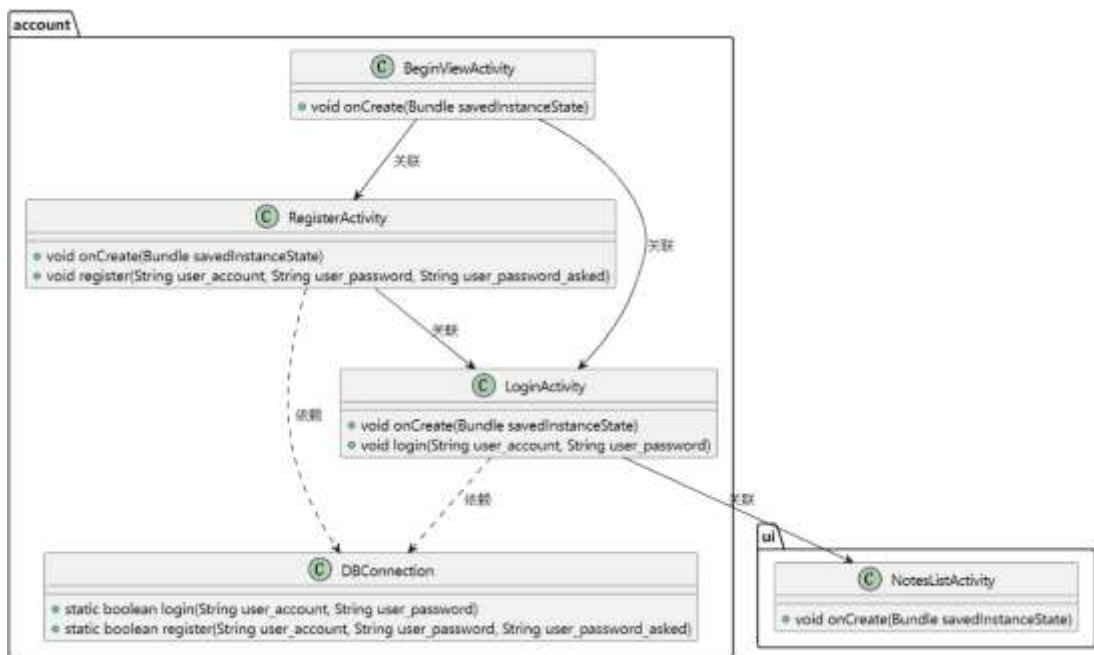 account
C BeginViewActivity
void onCreate(Bundle savedInstanceState)
关联
关联
C RegisterActivity
void onCreate(Bundle savedInstanceState)
void register(String user_account, String user_password, String user_password_asked)
关联
依赖
C LoginActivity
void onCreate(Bundle savedInstanceState)
void login(String user_account, String user_password)
依赖
关联
ui
C DBConnection
static boolean login(String user_account, String user_password)
static boolean register(String user_account, String user_password, String user_password_asked)
C NotesListActivity
void onCreate(Bundle savedInstanceState)